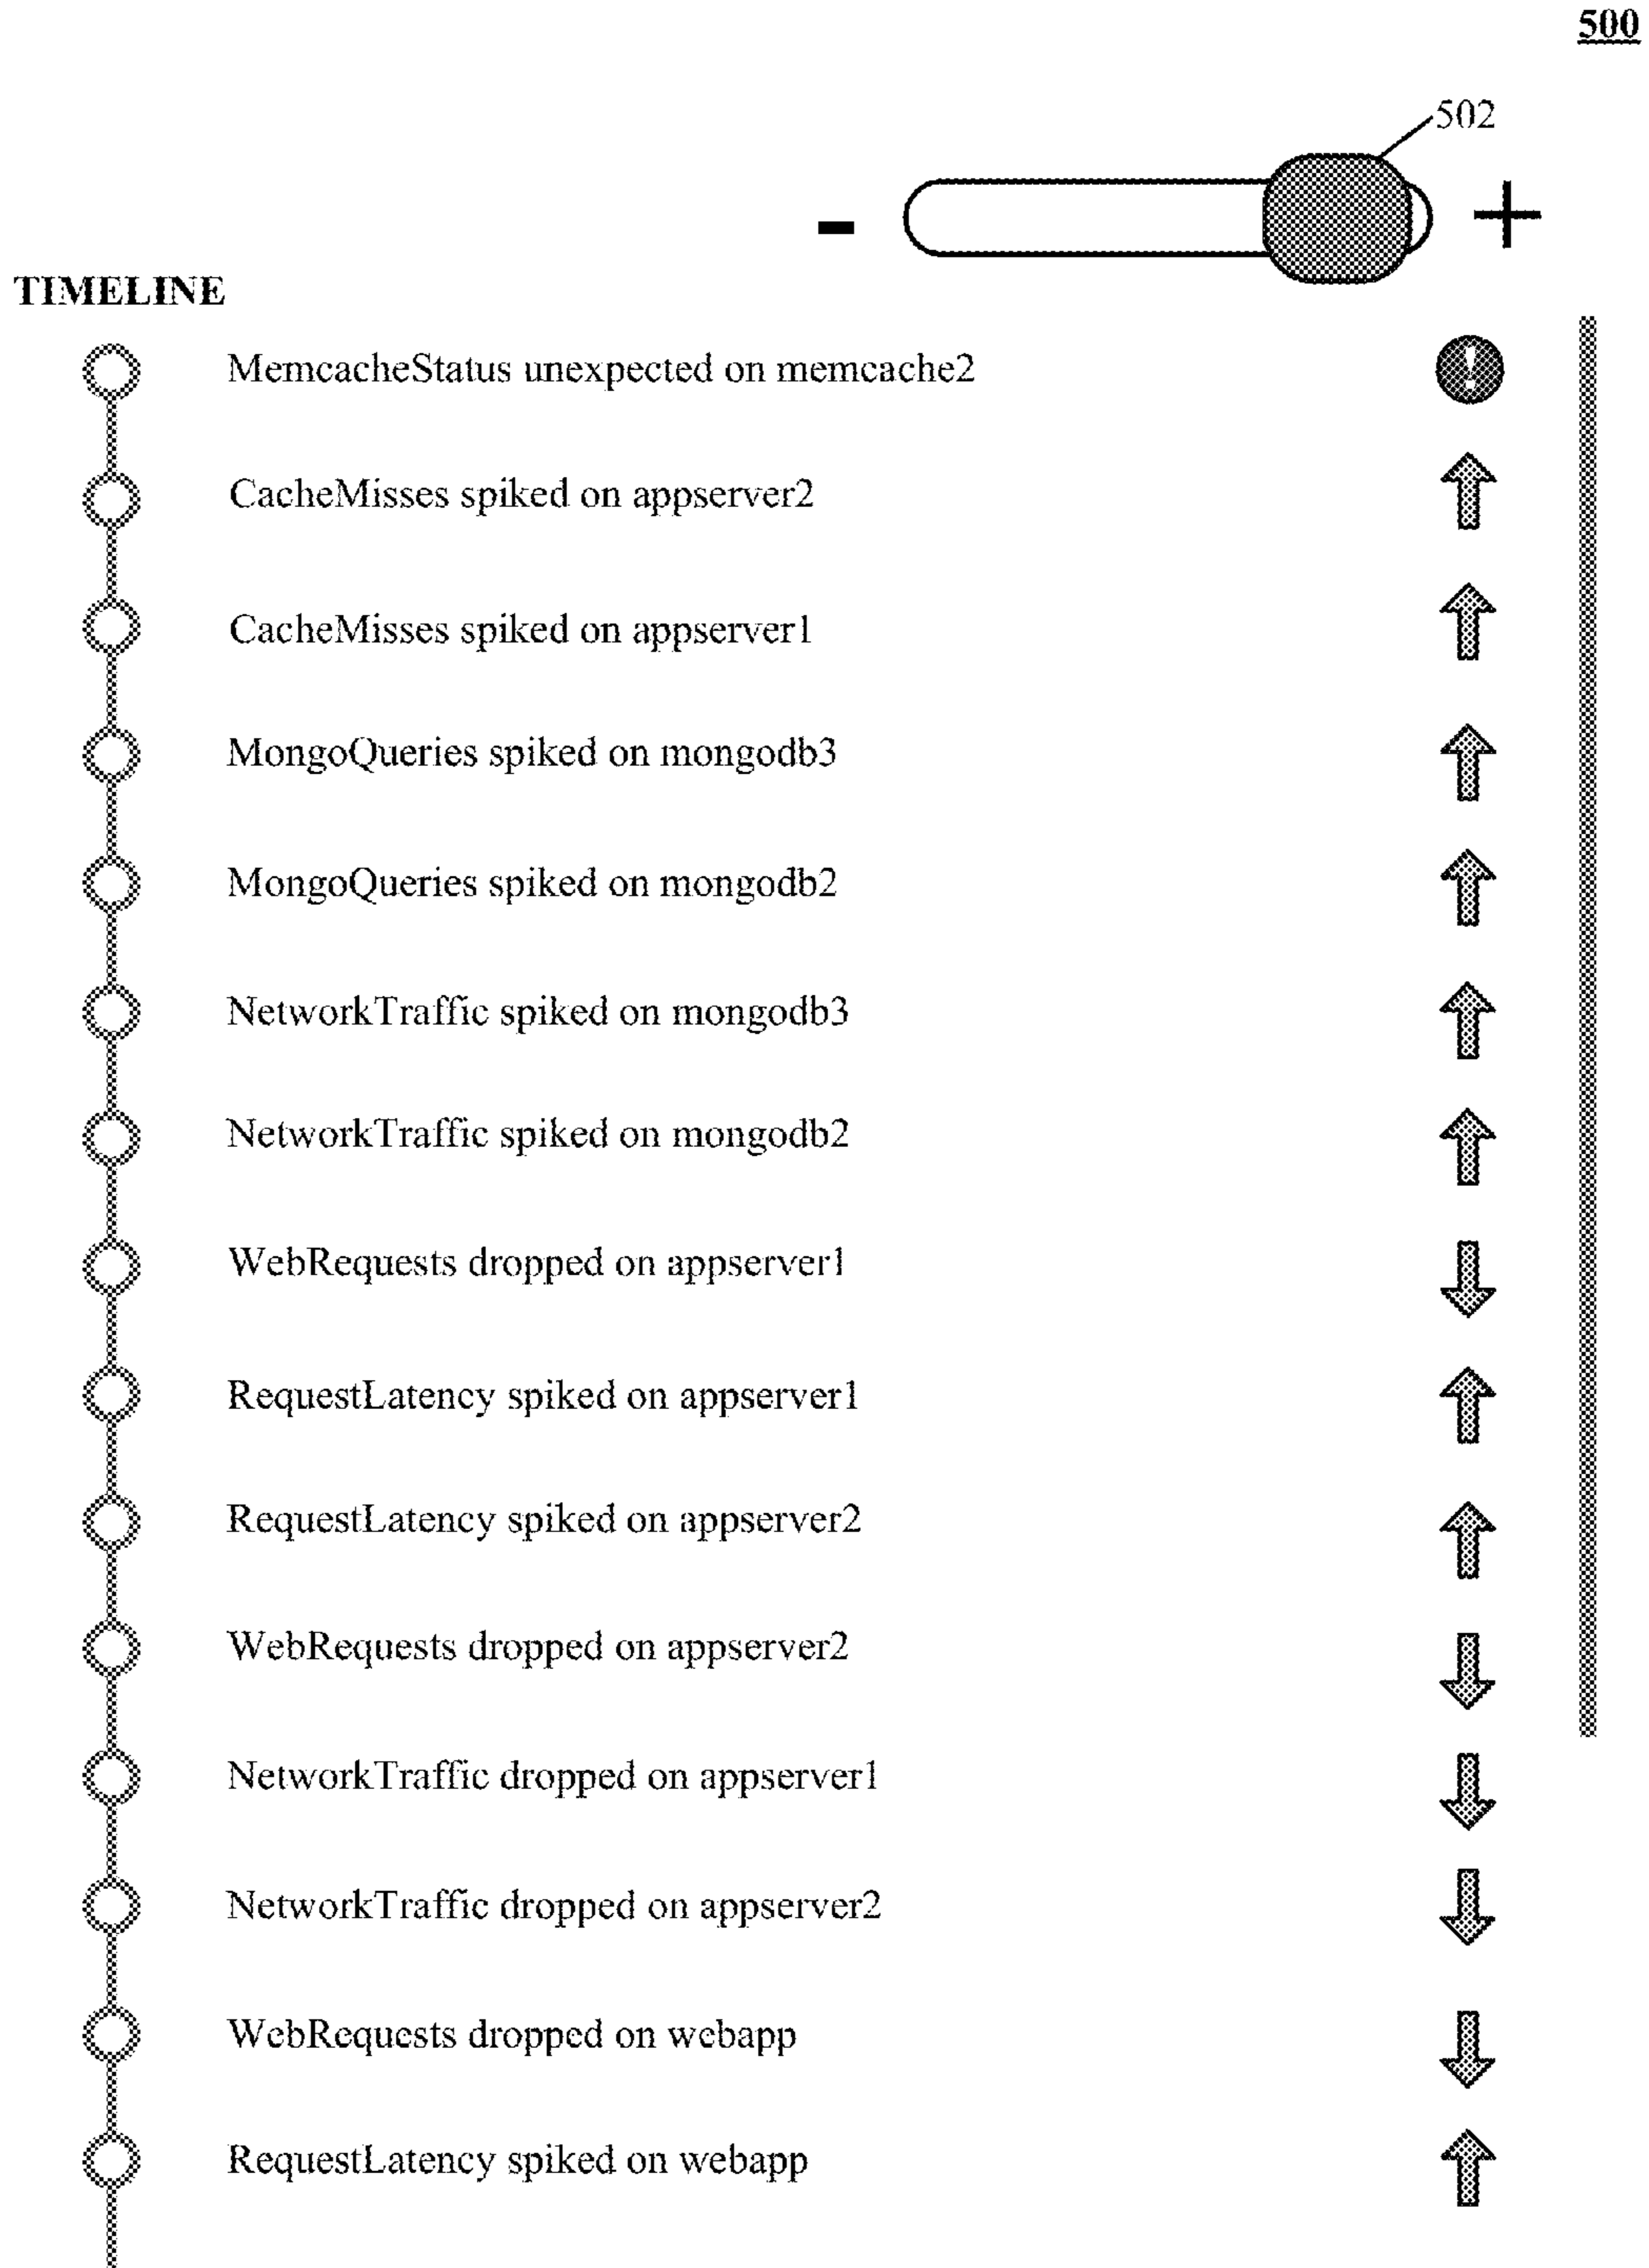 500
502
- +
TIMELINE
MemcacheStatus unexpected on memcache2 !
CacheMisses spiked on appserver2
CacheMisses spiked on appserver1
MongoQueries spiked on mongodb3
MongoQueries spiked on mongodb2
NetworkTraffic spiked on mongodb3
NetworkTraffic spiked on mongodb2
WebRequests dropped on appserver1
RequestLatency spiked on appserver1
RequestLatency spiked on appserver2
WebRequests dropped on appserver2
NetworkTraffic dropped on appserver1
NetworkTraffic dropped on appserver2
WebRequests dropped on webapp
RequestLatency spiked on webapp